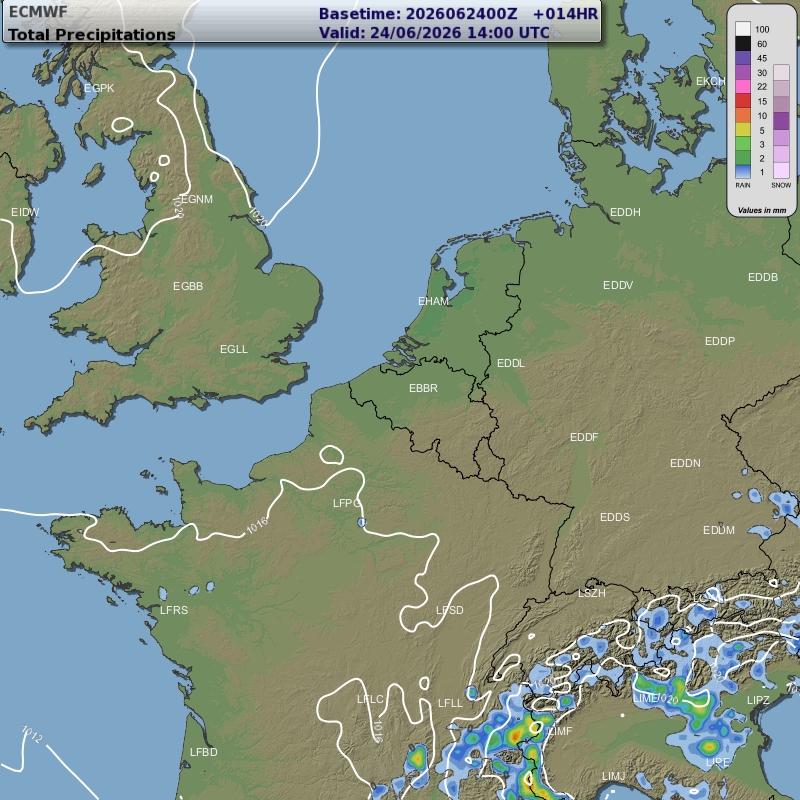 ECMWF
Basetime: 2026062400Z +014HR
Total Precipitations
Valid: 24/06/2026 14:00 UTC
100
60
45
30
22
15
10
5
3
2
1
RAIN
SNOW
Values in mm
EGPK
EKCH
EIDW
EGNM
1020
1020
EDDH
EGBB
EDDV
EDDB
EHAM
EGLL
EDDP
EDDL
EBBR
EDDF
EDDN
LFPG
1016
EDDS
EDDM
LSZH
LFRS
LFSD
LFLC
1016
LFLL
LIML
1020
LIPZ
1012
LIMF
LFBD
LIPE
LIMJ